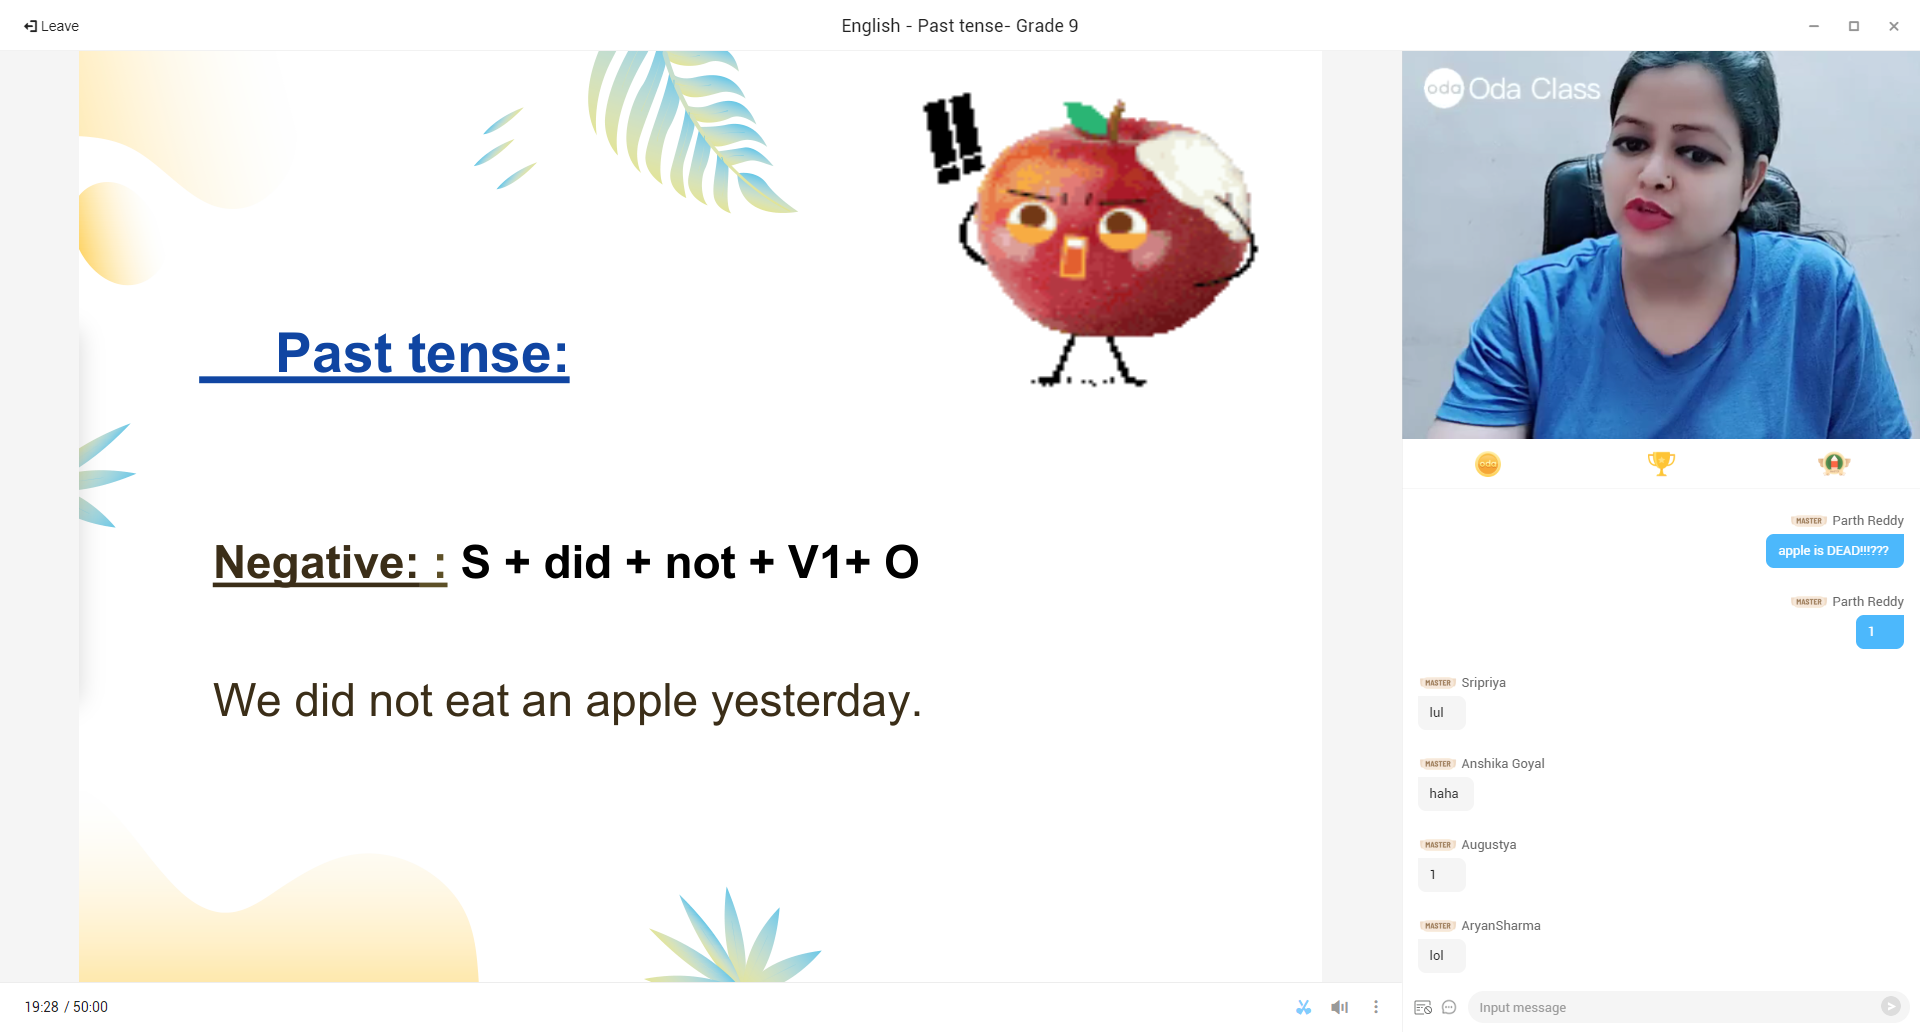 Leave
English - Past tense- Grade 9
oda Oda Class
Past tense:
Negative: : S + did + not + V1+ O
We did not eat an apple yesterday.
oda
MASTER Parth Reddy
apple is DEAD!!!???
MASTER Parth Reddy
1
MASTER Sripriya
lul
MASTER Anshika Goyal
haha
MASTER Augustya
1
MASTER AryanSharma
lol
19:28 / 50:00
Input message